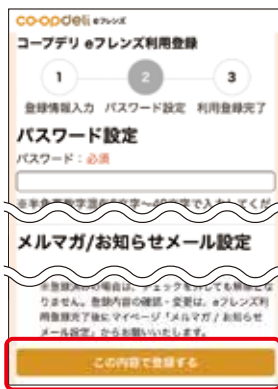 co・opdeli eフレンズ
コープデリ eフレンズ利用登録
1 2 3
登録情報入力 パスワード設定 利用登録完了
パスワード設定
パスワード：必須
メルマガ/お知らせメール設定
りません。登録内容の確認・変更は、eフレンズ利
用登録完了後にマイページ「メルマガ / お知らせ
メール設定」からお願いいたします。
この内容で登録する